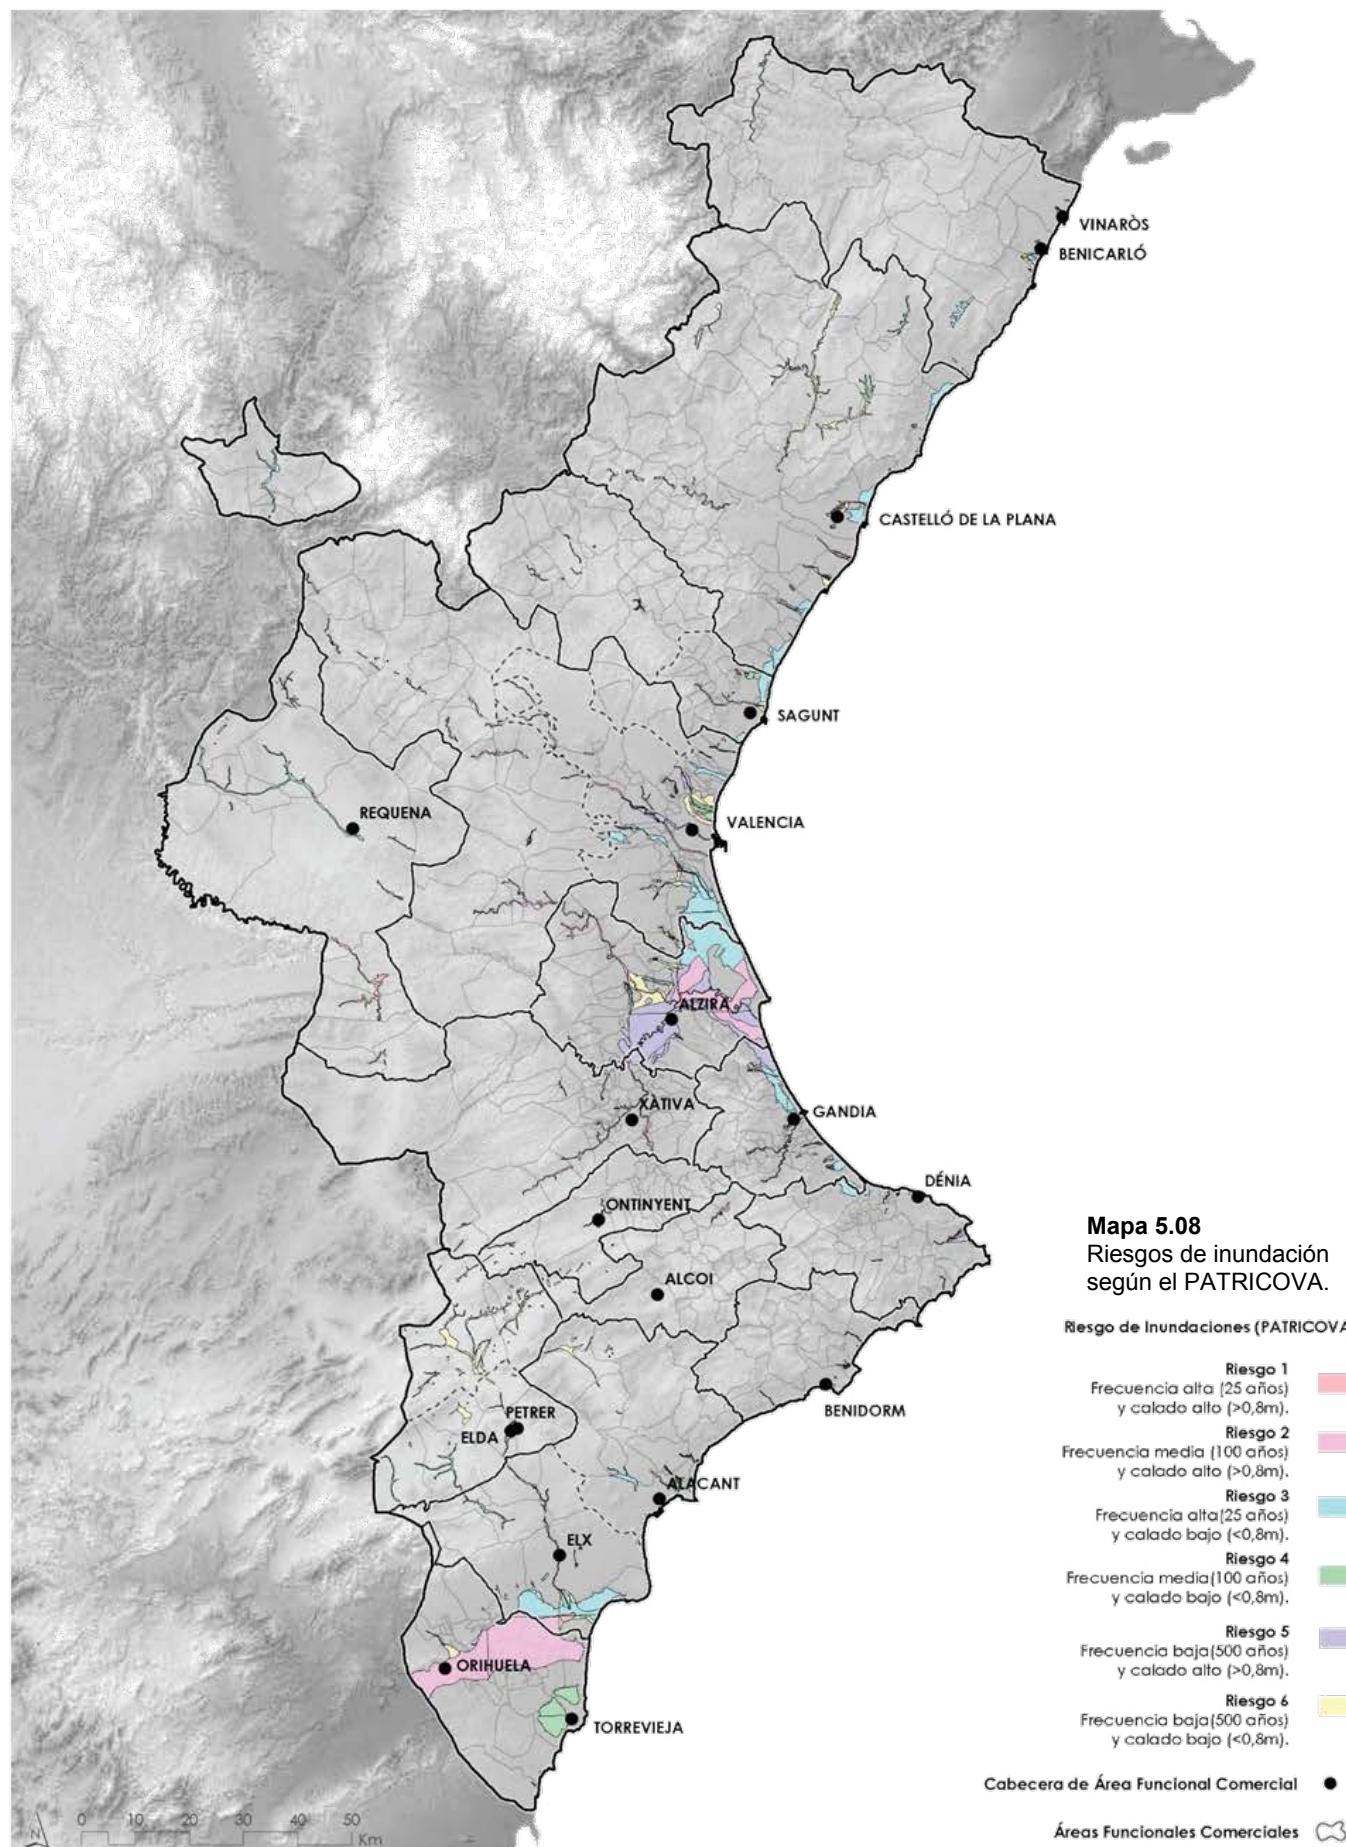 VINARÒS
BENICARLÓ
CASTELLÓ DE LA PLANA
SAGUNT
REQUENA
VALENCIA
ALZIRA
XÀTIVA
GANDIA
DÉNIA
ONTINYENT
ALCOI
BENIDORM
PETRER
ELDA
ALACANT
ELX
ORIHUELA
TORREVIEJA
Mapa 5.08
Riesgos de inundación
según el PATRICOVA.
Riesgo de Inundaciones (PATRICOVA
Riesgo 1
Frecuencia alta (25 años)
y calado alto (>0,8m).
Riesgo 2
Frecuencia media (100 años)
y calado alto (>0,8m).
Riesgo 3
Frecuencia alta(25 años)
y calado bajo (<0,8m).
Riesgo 4
Frecuencia media(100 años)
y calado bajo (<0,8m).
Riesgo 5
Frecuencia baja(500 años)
y calado alto (>0,8m).
Riesgo 6
Frecuencia baja(500 años)
y calado bajo (<0,8m).
Cabecera de Área Funcional Comercial
Áreas Funcionales Comerciales
N
0 10 20 30 40 50
Km